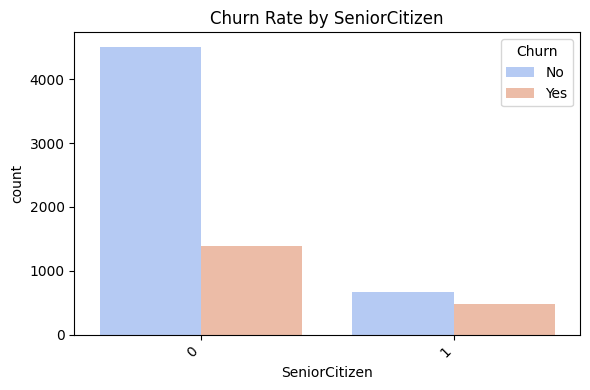 Churn Rate by SeniorCitizen
Churn
No
Yes
count
4000
3000
2000
1000
0
0
1
SeniorCitizen